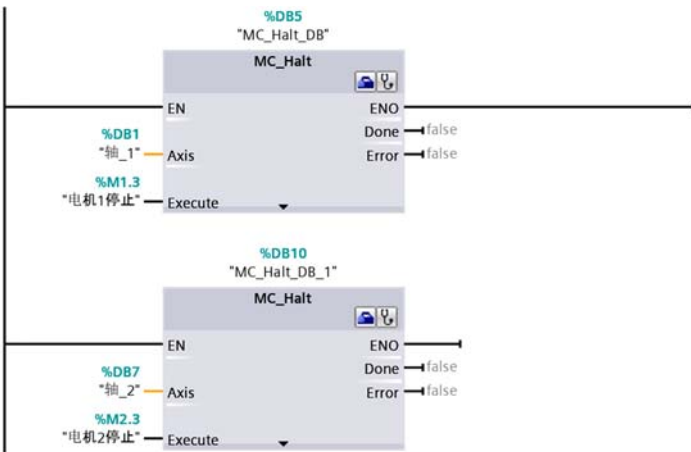 %DB5
"MC_Halt_DB"
MC_Halt
EN ENO
Done false
%DB1
"轴_1" Axis Error false
%M1.3
"电机1停止" Execute
%DB10
"MC_Halt_DB_1"
MC_Halt
EN ENO
Done false
%DB7
"轴_2" Axis Error false
%M2.3
"电机2停止" Execute